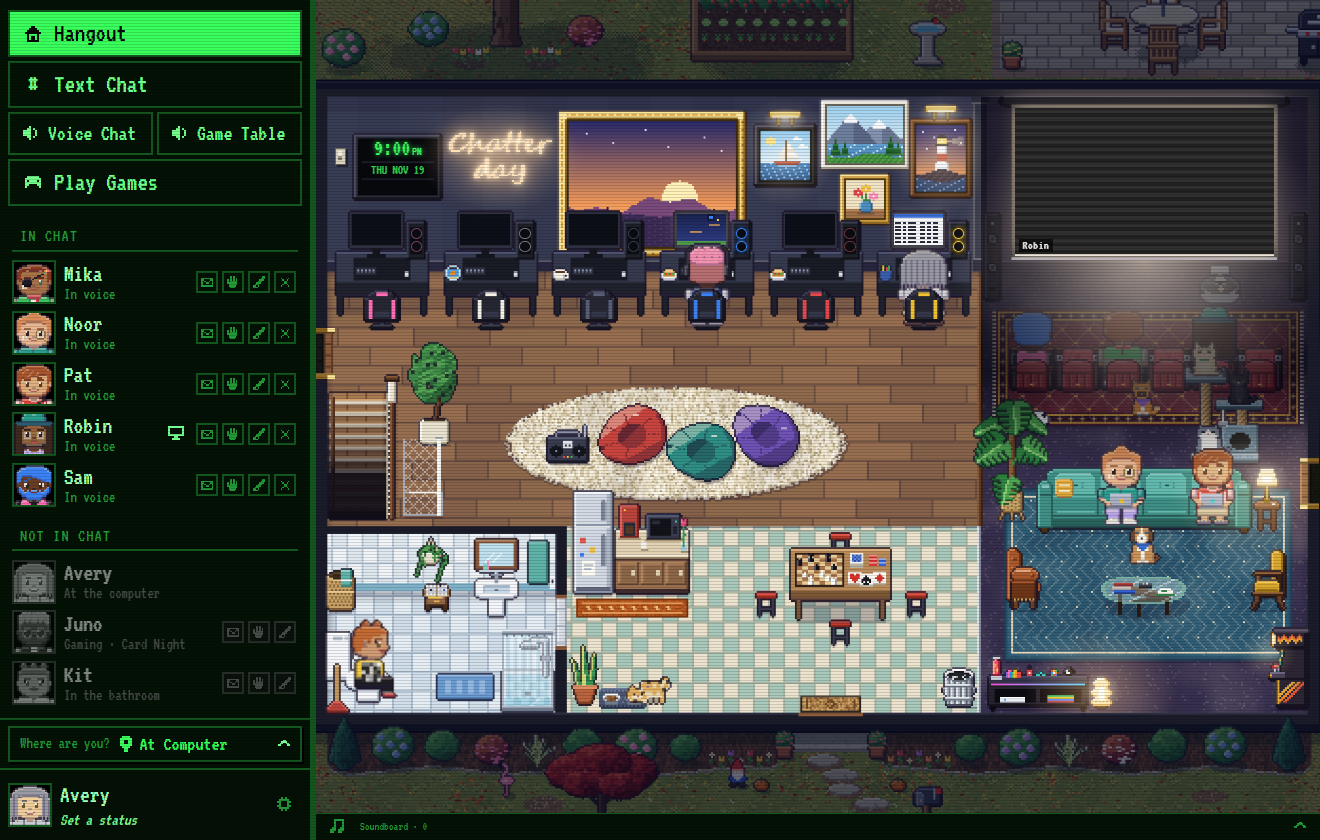 Hangout
# Text Chat
Voice Chat
Game Table
Play Games
IN CHAT
Mika
In voice
Noor
In voice
Pat
In voice
Robin
In voice
Sam
In voice
NOT IN CHAT
Avery
At the computer
Juno
Gaming · Card Night
Kit
In the bathroom
Where are you? At Computer
Avery
Set a status
9:00 PM
THU NOV 19
Chatter
day
Robin
Soundboard · 0